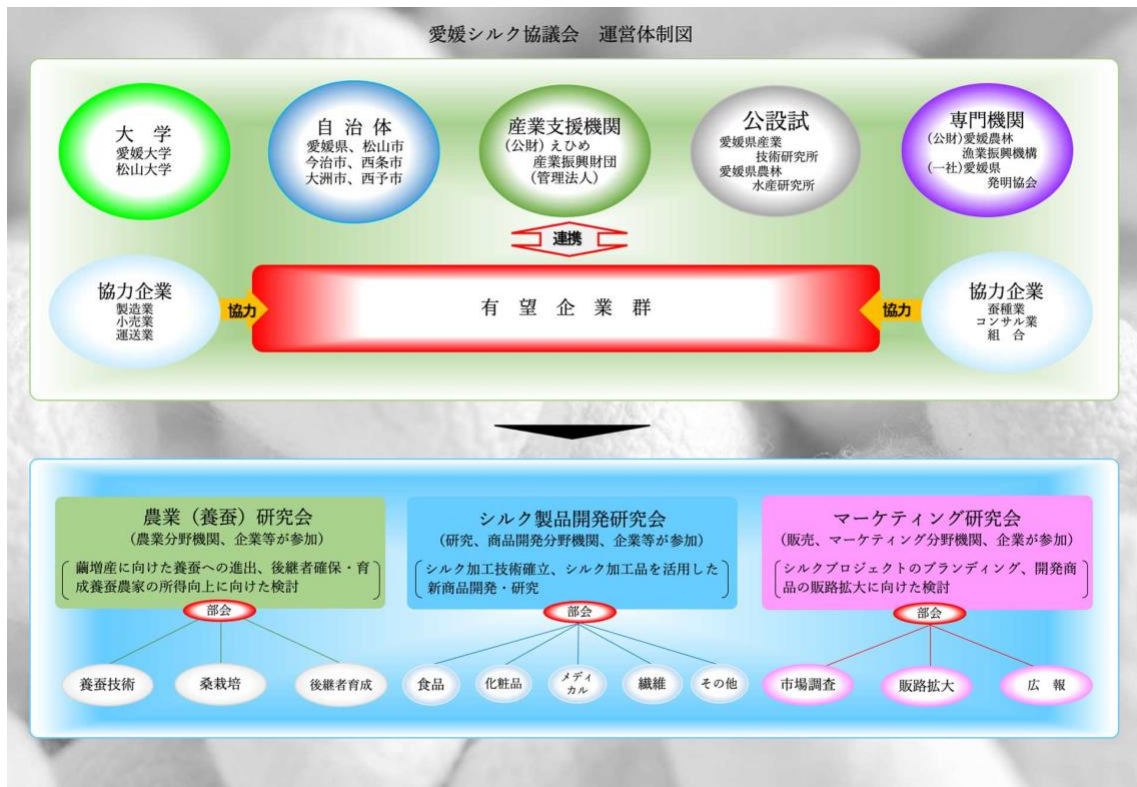 愛媛シルク協議会　運営体制図
大　学
愛媛大学
松山大学
自 治 体
愛媛県、松山市
今治市、西条市
大洲市、西予市
産業支援機関
(公財) えひめ
産業振興財団
(管理法人)
公設試
愛媛県産業
技術研究所
愛媛県農林
水産研究所
専門機関
(公財)愛媛農林
漁業振興機構
(一社)愛媛県
発明協会
連携
協力企業
製造業
小売業
運送業
協力
有 望 企 業 群
協力
協力企業
蚕種業
コンサル業
組　合
農業（養蚕）研究会
(農業分野機関、企業等が参加)
繭増産に向けた養蚕への進出、後継者確保・育
成養蚕農家の所得向上に向けた検討
部会
養蚕技術
桑栽培
後継者育成
シルク製品開発研究会
(研究、商品開発分野機関、企業等が参加)
シルク加工技術確立、シルク加工品を活用した
新商品開発・研究
部会
食品
化粧品
メディ
カル
繊維
その他
マーケティング研究会
(販売、マーケティング分野機関、企業が参加)
シルクプロジェクトのブランディング、開発商
品の販路拡大に向けた検討
部会
市場調査
販路拡大
広　報